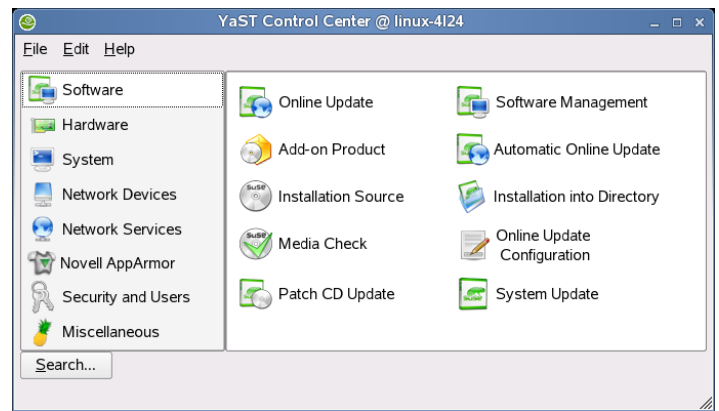 YaST Control Center @ linux-4l24
File Edit Help
Software
Hardware
System
Network Devices
Network Services
Novell AppArmor
Security and Users
Miscellaneous
Search...
Online Update
Software Management
Add-on Product
Automatic Online Update
Installation Source
Installation into Directory
Media Check
Online Update
Configuration
Patch CD Update
System Update